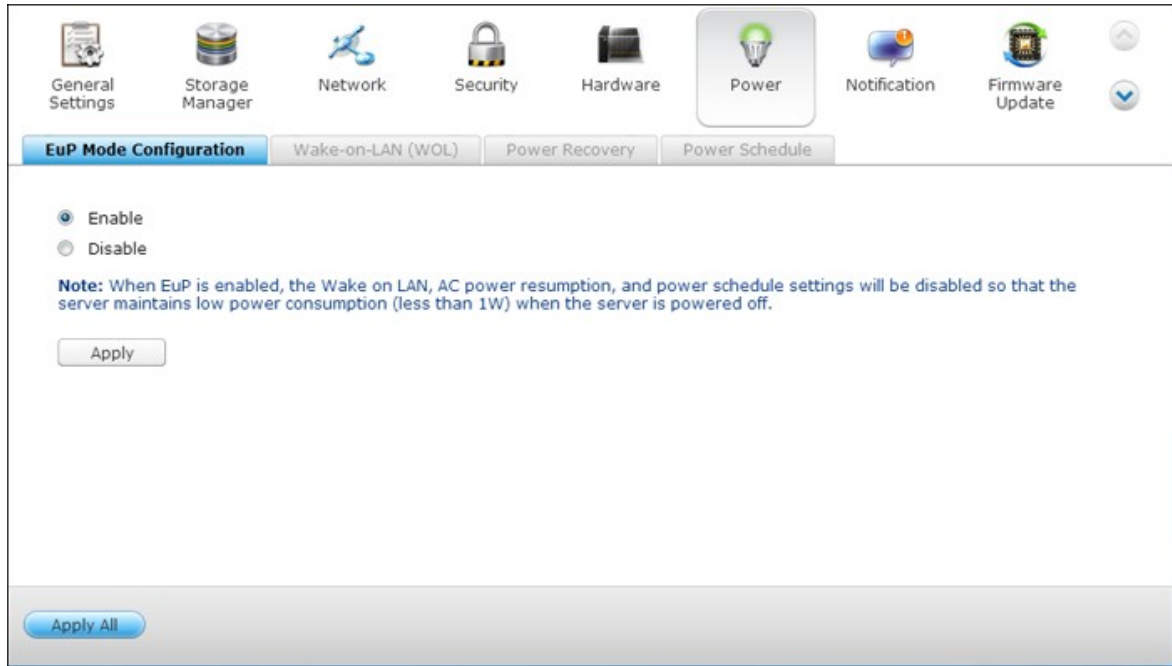 General Settings
Storage Manager
Network
Security
Hardware
Power
1
Notification
Firmware Update
EuP Mode Configuration
Wake-on-LAN (WOL)
Power Recovery
Power Schedule
Enable
Disable
Note: When EuP is enabled, the Wake on LAN, AC power resumption, and power schedule settings will be disabled so that the
server maintains low power consumption (less than 1W) when the server is powered off.
Apply
Apply All